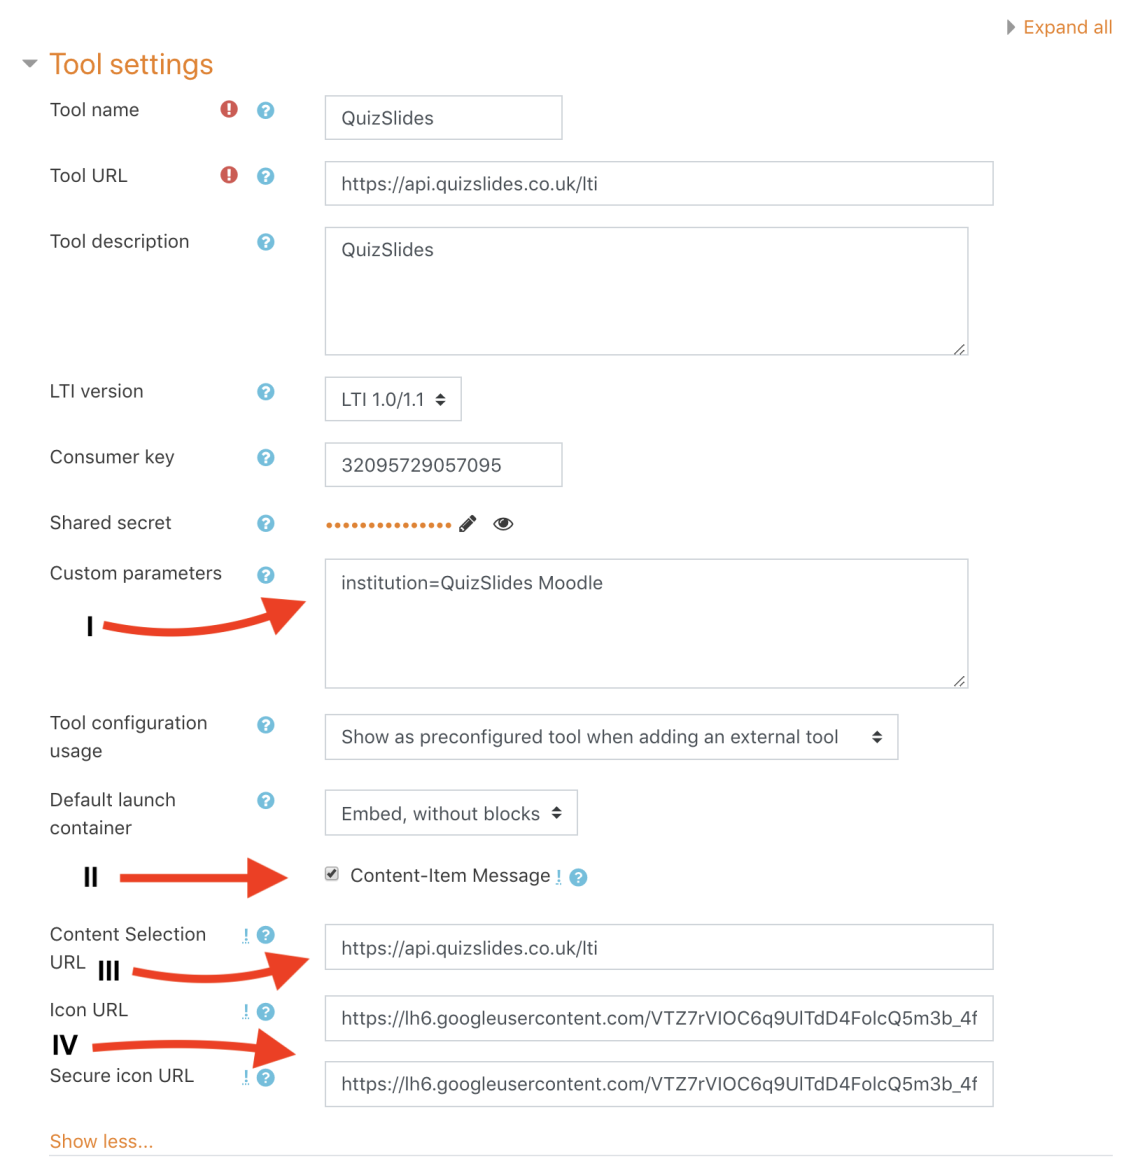 Expand all
Tool settings
Tool name
QuizSlides
Tool URL
https://api.quizslides.co.uk/lti
Tool description
QuizSlides
LTI version
LTI 1.0/1.1
Consumer key
32095729057095
Shared secret
Custom parameters
institution=QuizSlides Moodle
I
Tool configuration
usage
Show as preconfigured tool when adding an external tool
Default launch
container
Embed, without blocks
II
Content-Item Message
Content Selection
URL
III
https://api.quizslides.co.uk/lti
Icon URL
https://lh6.googleusercontent.com/VTZ7rVIOC6q9UITdD4FolcQ5m3b_4f
IV
Secure icon URL
https://lh6.googleusercontent.com/VTZ7rVIOC6q9UITdD4FolcQ5m3b_4f
Show less...